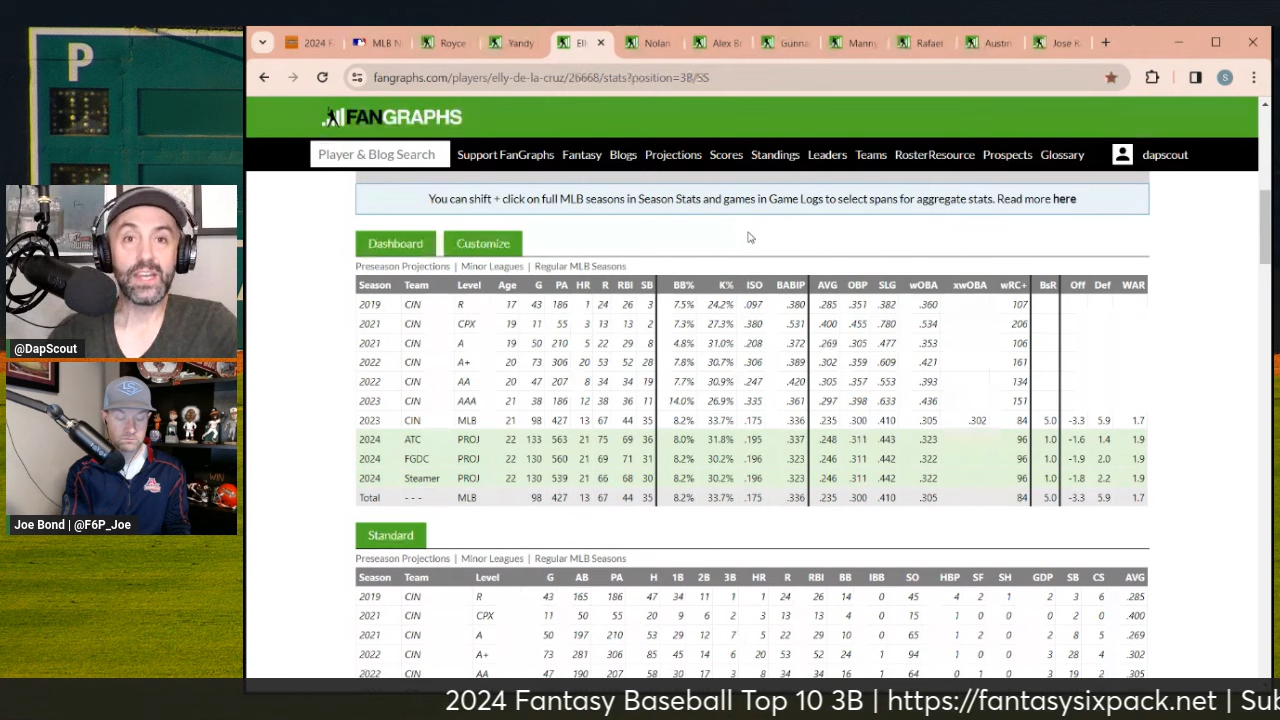 P
2024 F
MLB N
Royce
Yandy
Elly
Nolan
Alex Br
Gunna
Manny
Rafael
Austin
Jose R
fangraphs.com/players/elly-de-la-cruz/26668/stats?position=3B/SS
S
FANGRAPHS
Player & Blog Search Support FanGraphs Fantasy Blogs Projections Scores Standings Leaders Teams RosterResource Prospects Glossary dapscout
You can shift + click on full MLB seasons in Season Stats and games in Game Logs to select spans for aggregate stats. Read more here
Dashboard Customize
Preseason Projections | Minor Leagues | Regular MLB Seasons
Season Team Level Age G PA HR R RBI SB BB% K% ISO BABIP AVG OBP SLG wOBA xwOBA wRC+ BsR Off Def WAR
2019 CIN R 17 43 186 1 24 26 3 7.5% 24.2% .097 .380 .285 .351 .382 .360 107
2021 CIN CPX 19 11 55 3 13 13 2 7.3% 27.3% .380 .531 .400 .455 .780 .534 206
2021 CIN A 19 50 210 5 22 29 8 4.8% 31.0% .208 .372 .269 .305 .477 .353 106
2022 CIN A+ 20 73 306 20 53 52 28 7.8% 30.7% .306 .389 .302 .359 .609 .421 161
2022 CIN AA 20 47 207 8 34 34 19 7.7% 30.9% .247 .420 .305 .357 .553 .393 134
2023 CIN AAA 21 38 186 12 38 36 11 14.0% 26.9% .335 .361 .297 .398 .633 .436 151
2023 CIN MLB 21 98 427 13 67 44 35 8.2% 33.7% .175 .336 .235 .300 .410 .305 .302 84 5.0 -3.3 5.9 1.7
2024 ATC PROJ 22 133 563 21 75 69 36 8.0% 31.8% .195 .337 .248 .311 .443 .323 96 1.0 -1.6 1.4 1.9
2024 FGDC PROJ 22 130 560 21 69 71 31 8.2% 30.2% .196 .323 .246 .311 .442 .322 96 1.0 -1.9 2.0 1.9
2024 Steamer PROJ 22 130 539 21 66 68 30 8.2% 30.2% .196 .323 .246 .311 .442 .322 96 1.0 -1.8 2.2 1.9
Total - - - MLB 98 427 13 67 44 35 8.2% 33.7% .175 .336 .235 .300 .410 .305 84 5.0 -3.3 5.9 1.7
Standard
Preseason Projections | Minor Leagues | Regular MLB Seasons
Season Team Level G AB PA H 1B 2B 3B HR R RBI BB IBB SO HBP SF SH GDP SB CS AVG
2019 CIN R 43 165 186 47 34 11 1 1 24 26 14 0 45 4 2 1 2 3 6 .285
2021 CIN CPX 11 50 55 20 9 6 2 3 13 13 4 0 15 1 0 0 0 2 0 .400
2021 CIN A 50 197 210 53 29 12 7 5 22 29 10 0 65 1 2 0 2 8 5 .269
2022 CIN A+ 73 281 306 85 45 14 6 20 53 52 24 0 94 1 0 0 3 28 4 .302
2022 CIN AA 47 190 207 58 30 17 3 8 34 34 16 1 64 0 1 0 2 19 2 .305
@DapScout
Joe Bond | @F6P_Joe
2024 Fantasy Baseball Top 10 3B | https://fantasysixpack.net | Sub